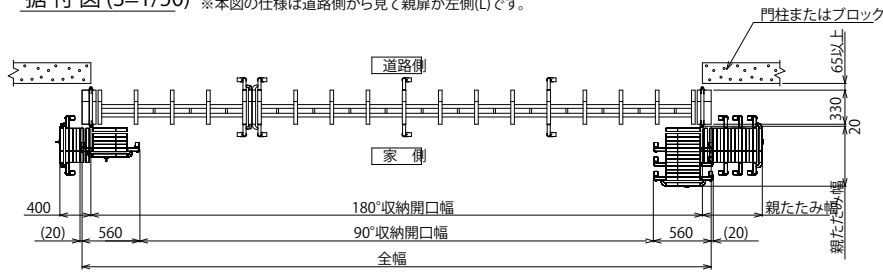 据付図(S=1/50) ※本図の仕様は道路側から見て親扉が左側(L)です。
門柱またはブロック
道路側
65以上
330
20
家 側
親たたみ幅
400
180°収納開口幅
親たたみ幅
(20)
560
90°収納開口幅
560
(20)
全幅